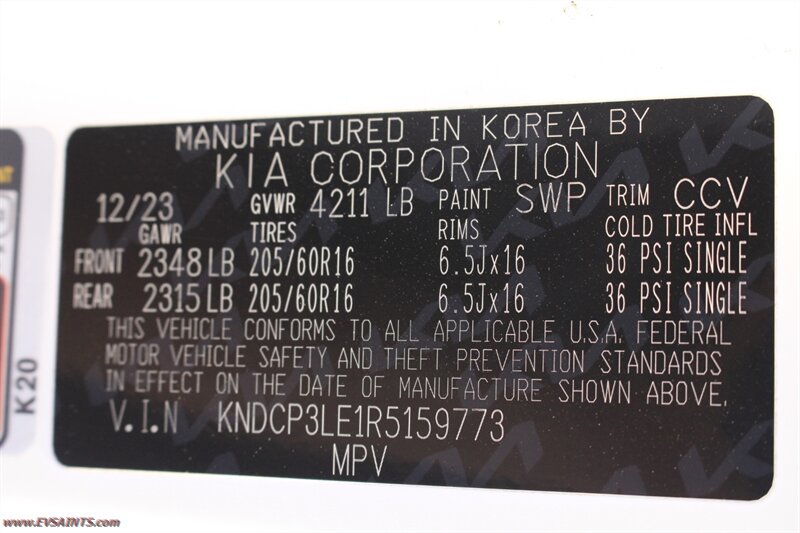 MANUFACTURED IN KOREA BY
KIA CORPORATION
12/23 GVWR 4211 LB PAINT SWP TRIM CCV
GAWR TIRES RIMS COLD TIRE INFL
FRONT 2348 LB 205/60R16 6.5Jx16 36 PSI SINGLE
REAR 2315 LB 205/60R16 6.5Jx16 36 PSI SINGLE
THIS VEHICLE CONFORMS TO ALL APPLICABLE U.S.A. FEDERAL
MOTOR VEHICLE SAFETY AND THEFT PREVENTION STANDARDS
IN EFFECT ON THE DATE OF MANUFACTURE SHOWN ABOVE.
V.I.N KNDCP3LE1R5159773
MPV
K20
www.EVSAINTS.com